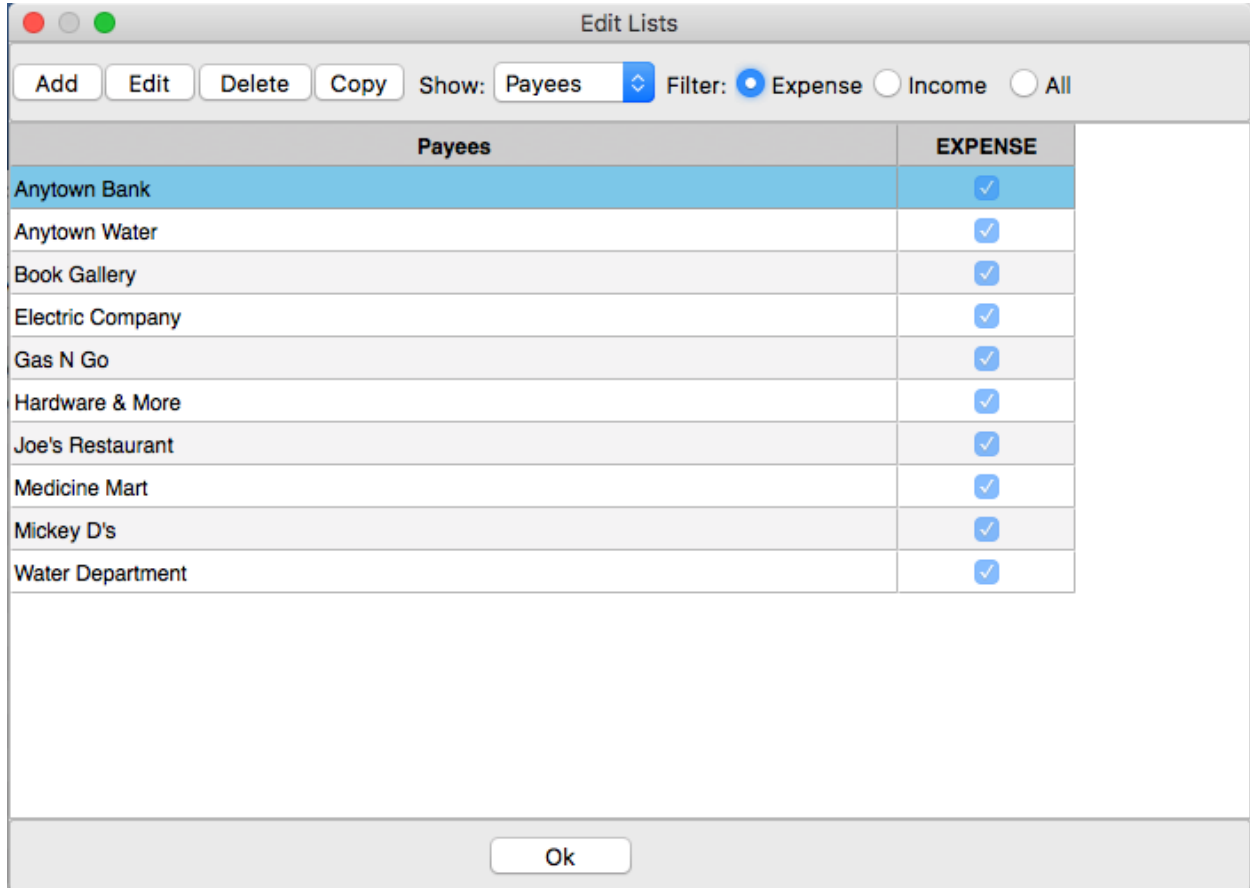 Edit Lists
Add Edit Delete Copy Show: Payees Filter: Expense Income All
Payees EXPENSE
Anytown Bank
Anytown Water
Book Gallery
Electric Company
Gas N Go
Hardware & More
Joe's Restaurant
Medicine Mart
Mickey D's
Water Department
Ok